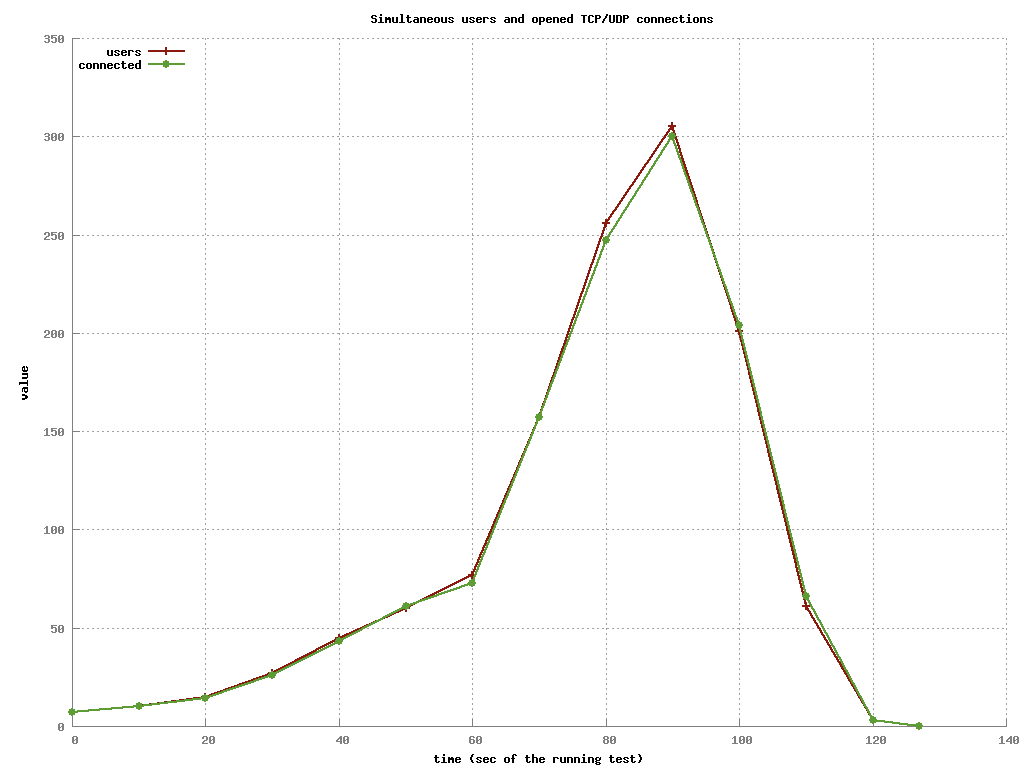 Simultaneous users and opened TCP/UDP connections
350
users
connected
300
250
200
value
150
100
50
0
0 20 40 60 80 100 120 140
time (sec of the running test)